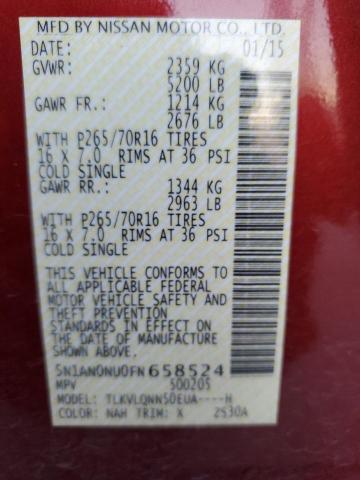 MFD BY NISSAN MOTOR CO., LTD.
DATE: 01/15
GVWR: 2359 KG
5200 LB
GAWR FR.: 1214 KG
2676 LB
WITH P265/70R16 TIRES
16 X 7.0 RIMS AT 36 PSI
COLD SINGLE
GAWR RR.: 1344 KG
2963 LB
WITH P265/70R16 TIRES
16 X 7.0 RIMS AT 36 PSI
COLD SINGLE
THIS VEHICLE CONFORMS TO
ALL APPLICABLE FEDERAL
MOTOR VEHICLE SAFETY AND
THEFT PREVENTION
STANDARDS IN EFFECT ON
THE DATE OF MANUFACTURE
SHOWN ABOVE.
5N1AN0NU0FN658524
MPV 500205
MODEL: TLKVLQNN50EUA----H
COLOR: NAH TRIM: X 2S30A